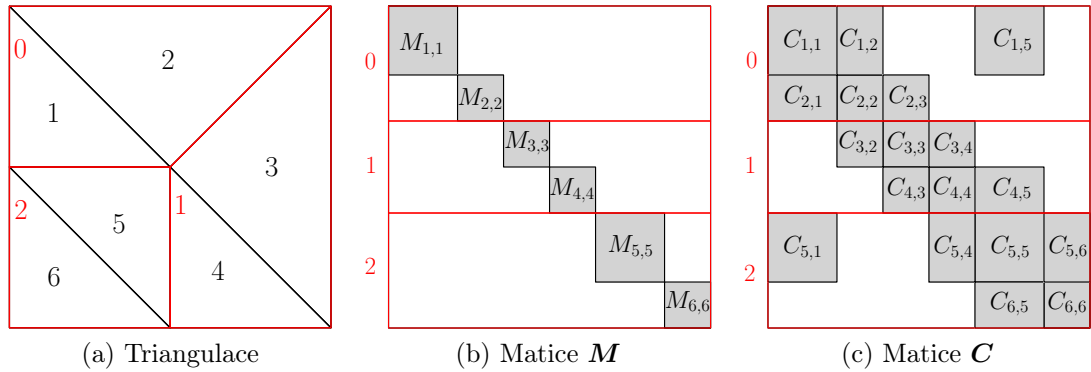 0
2
1
3
2
1
5
6
4
(a) Triangulace
0
1
2
M1,1
M2,2
M3,3
M4,4
M5,5
M6,6
(b) Matice M
0
1
2
C1,1 C1,2 C1,5
C2,1 C2,2 C2,3
C3,2 C3,3 C3,4
C4,3 C4,4 C4,5
C5,1 C5,4 C5,5 C5,6
C6,5 C6,6
(c) Matice C